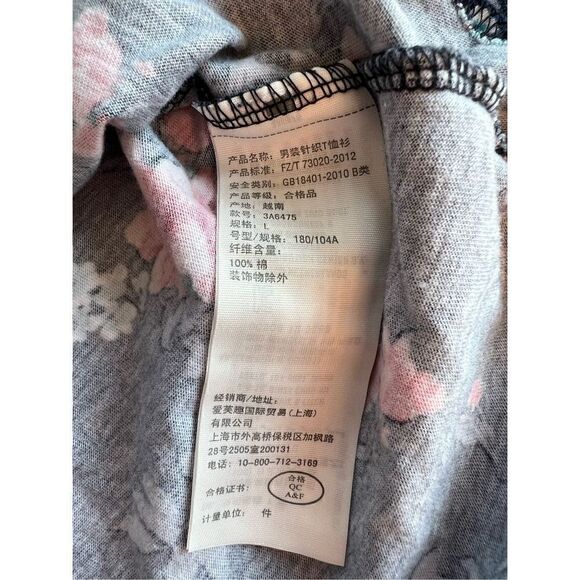 产品名称: 男装针织T恤衫
产品标准: FZ/T 73020-2012
安全类别: GB18401-2010 B类
产品等级: 合格品
产地: 越南
款号: 3A6475
规格: L
号型/规格: 180/104A
纤维含量:
100% 棉
装饰物除外
经销商/地址:
爱芙趣国际贸易(上海)
有限公司
上海市外高桥保税区加枫路
28号2505室200131
电话: 10-800-712-3169
合格证书: 合格
QC
A&F
计量单位: 件